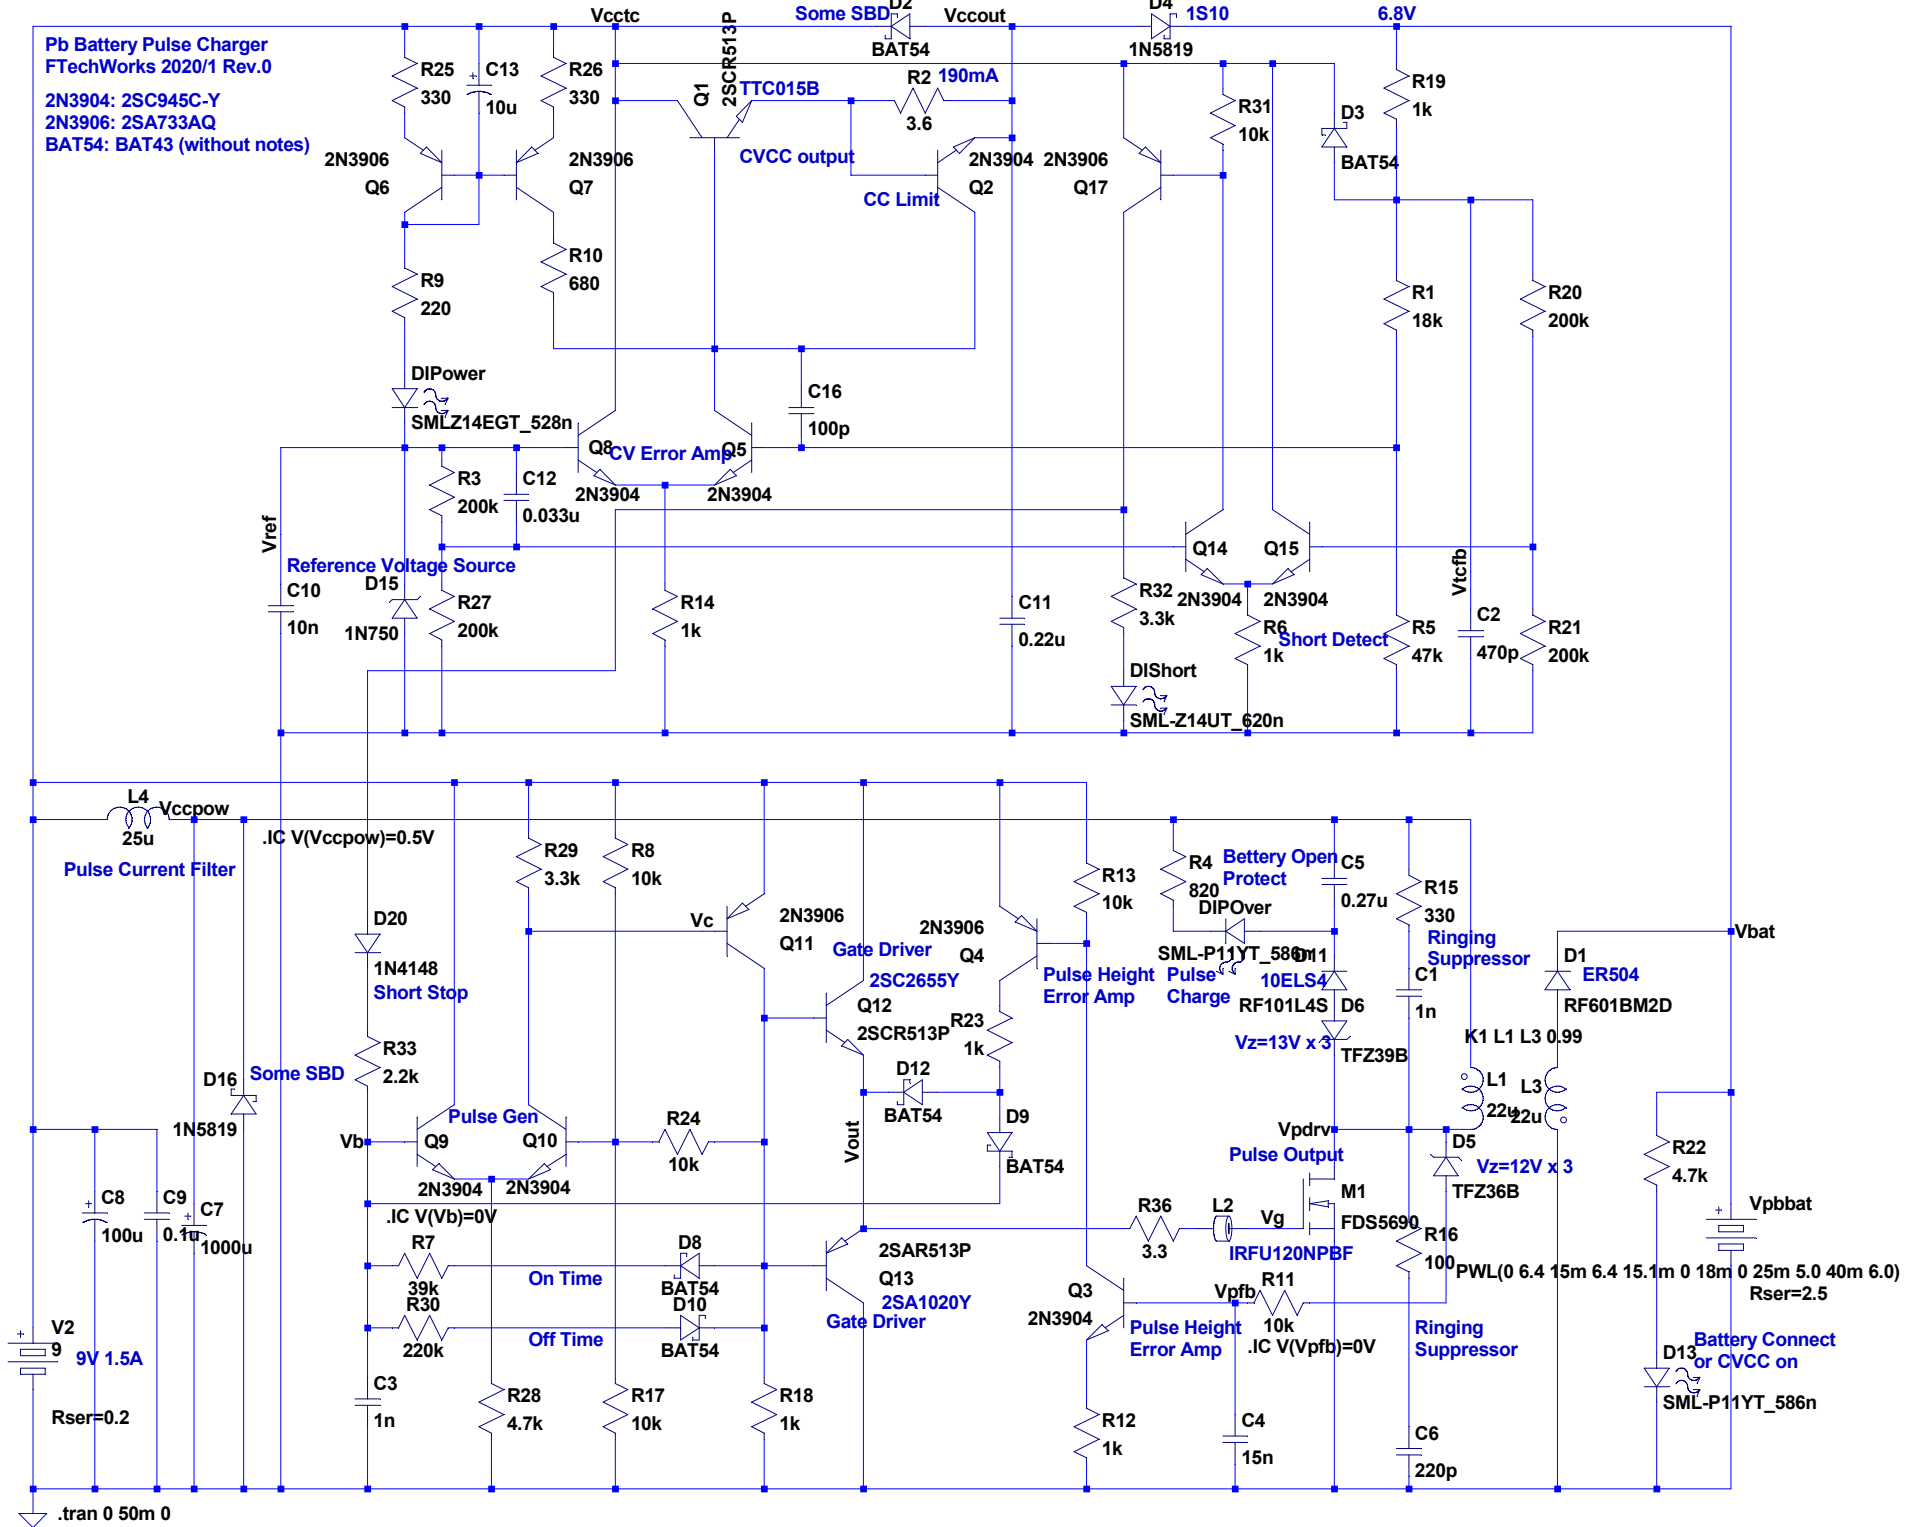 Pb Battery Pulse Charger
FTechWorks 2020/1 Rev.0
2N3904: 2SC945C-Y
2N3906: 2SA733AQ
BAT54: BAT43 (without notes)
Vcctc
Some SBD
D2
BAT54
Vccout
D4
1S10
1N5819
6.8V
R25
330
C13
10u
R26
330
Q1
2SCR513P
TTC015B
R2
190mA
3.6
R31
10k
D3
BAT54
R19
1k
2N3906
Q6
2N3906
Q7
CVCC output
2N3904
Q2
CC Limit
2N3906
Q17
R9
220
R10
680
R1
18k
R20
200k
DIPower
SMLZ14EGT_528n
C16
100p
Q8
CV Error Amp
Q5
2N3904
2N3904
R3
200k
C12
0.033u
Vref
Reference Voltage Source
C10
10n
D15
1N750
R27
200k
R14
1k
C11
0.22u
Q14
Q15
2N3904
2N3904
R32
3.3k
R6
1k
Short Detect
R5
47k
Vtcfb
C2
470p
R21
200k
DIShort
SML-Z14UT_620n
L4
25u
Vccpow
.IC V(Vccpow)=0.5V
Pulse Current Filter
R29
3.3k
R8
10k
Vc
2N3906
Q11
Gate Driver
2SC2655Y
Q12
2SCR513P
2N3906
Q4
R13
10k
Pulse Height
Error Amp
R4
820
Bettery Open
Protect
DIPOver
SML-P11YT_586n
Pulse
Charge
C5
0.27u
D11
10ELS4
RF101L4S
D6
Vz=13V x 3
TFZ39B
R15
330
Ringing
Suppressor
C1
1n
Vbat
D1
ER504
RF601BM2D
K1 L1 L3 0.99
L1
22u
L3
22u
D20
1N4148
Short Stop
R33
2.2k
D16
Some SBD
1N5819
Vb
Pulse Gen
Q9
Q10
2N3904
2N3904
R24
10k
R23
1k
D12
BAT54
D9
BAT54
Vout
Vpdrv
Pulse Output
D5
Vz=12V x 3
TFZ36B
R22
4.7k
C8
100u
C9
0.1u
C7
1000u
.IC V(Vb)=0V
R7
39k
On Time
D8
BAT54
R30
220k
Off Time
D10
BAT54
2SAR513P
Q13
2SA1020Y
Gate Driver
R36
3.3
L2
Vg
M1
FDS5690
IRFU120NPBF
R16
100
Vpbbat
PWL(0 6.4 15m 6.4 15.1m 0 18m 0 25m 5.0 40m 6.0)
Rser=2.5
Q3
2N3904
Vpfb
R11
10k
.IC V(Vpfb)=0V
Pulse Height
Error Amp
Ringing
Suppressor
V2
9
9V 1.5A
Rser=0.2
C3
1n
R28
4.7k
R17
10k
R18
1k
R12
1k
C4
15n
C6
220p
Battery Connect
or CVCC on
D13
SML-P11YT_586n
.tran 0 50m 0